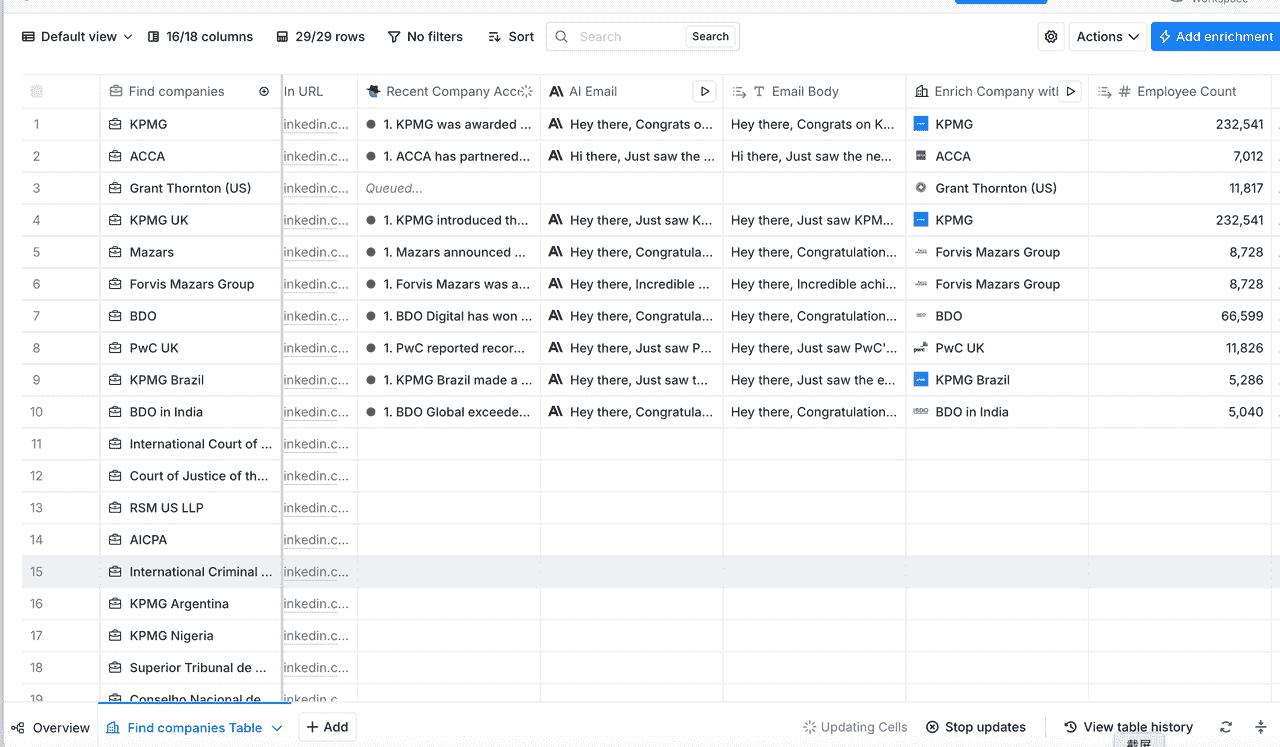 Workspace
Default view 16/18 columns 29/29 rows No filters Sort Search Search Actions Add enrichment
Find companies In URL Recent Company Acc AI Email Email Body Enrich Company wit Employee Count
1 KPMG inkedin.c... 1. KPMG was awarded ... Hey there, Congrats o... Hey there, Congrats on K... KPMG 232,541
2 ACCA inkedin.c... 1. ACCA has partnered... Hi there, Just saw the ... Hi there, Just saw the ne... ACCA 7,012
3 Grant Thornton (US) inkedin.c... Queued... Grant Thornton (US) 11,817
4 KPMG UK inkedin.c... 1. KPMG introduced th... Hey there, Just saw K... Hey there, Just saw KPM... KPMG 232,541
5 Mazars inkedin.c... 1. Mazars announced ... Hey there, Congratula... Hey there, Congratulation... Forvis Mazars Group 8,728
6 Forvis Mazars Group inkedin.c... 1. Forvis Mazars was a... Hey there, Incredible ... Hey there, Incredible achi... Forvis Mazars Group 8,728
7 BDO inkedin.c... 1. BDO Digital has won ... Hey there, Congratula... Hey there, Congratulation... BDO 66,599
8 PwC UK inkedin.c... 1. PwC reported recor... Hey there, Just saw P... Hey there, Just saw PwC'... pwc PwC UK 11,826
9 KPMG Brazil inkedin.c... 1. KPMG Brazil made a ... Hey there, Just saw t... Hey there, Just saw the e... KPMG Brazil 5,286
10 BDO in India inkedin.c... 1. BDO Global exceede... Hey there, Congratula... Hey there, Congratulation... BDO BDO in India 5,040
11 International Court of ... inkedin.c...
12 Court of Justice of th... inkedin.c...
13 RSM US LLP inkedin.c...
14 AICPA inkedin.c...
15 International Criminal ... inkedin.c...
16 KPMG Argentina inkedin.c...
17 KPMG Nigeria inkedin.c...
18 Superior Tribunal de ... inkedin.c...
19 Conselho Nacional de inkedin.c
Overview Find companies Table Add Updating Cells Stop updates View table history
截屏